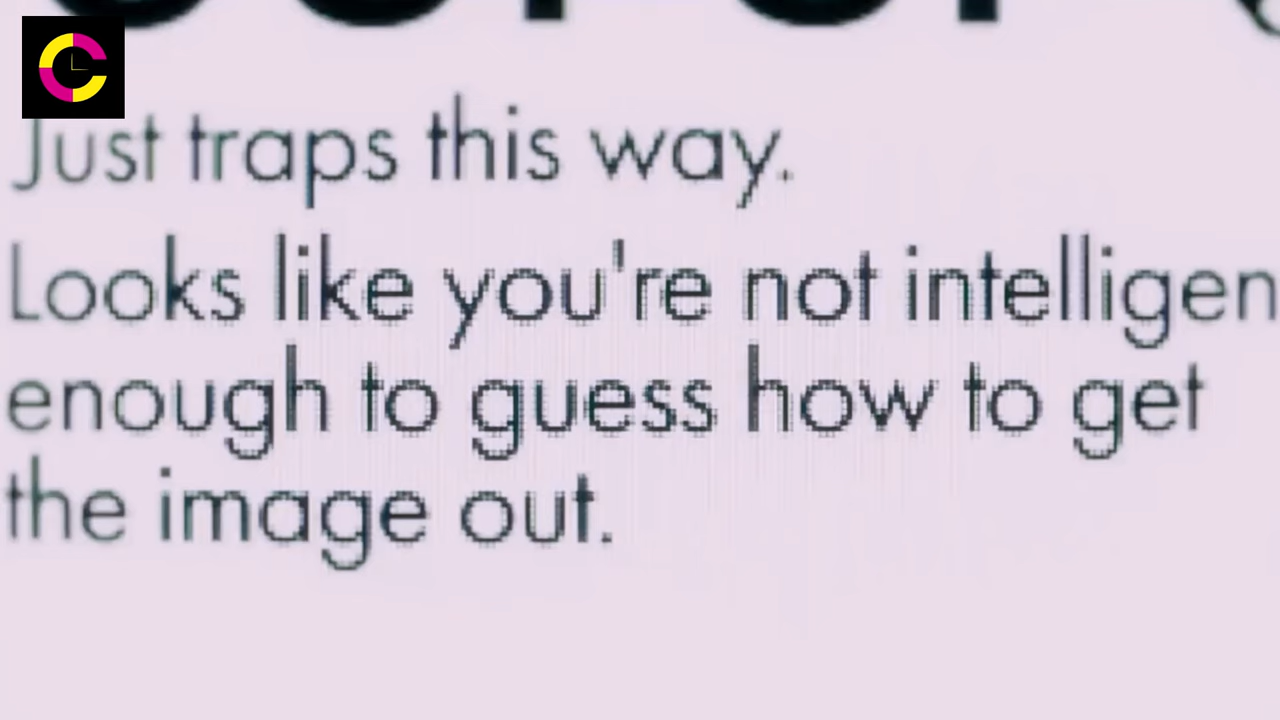 Just traps this way.
Looks like you're not intelligen
enough to guess how to get
the image out.